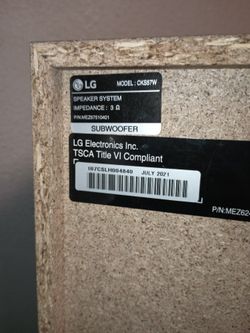 LG MODEL : CKS57W
SPEAKER SYSTEM
IMPEDANCE : 3 Ω
P/N:MEZ67510401
SUBWOOFER
LG Electronics Inc.
TSCA Title VI Compliant
JULY 2021
P/N:MEZ62